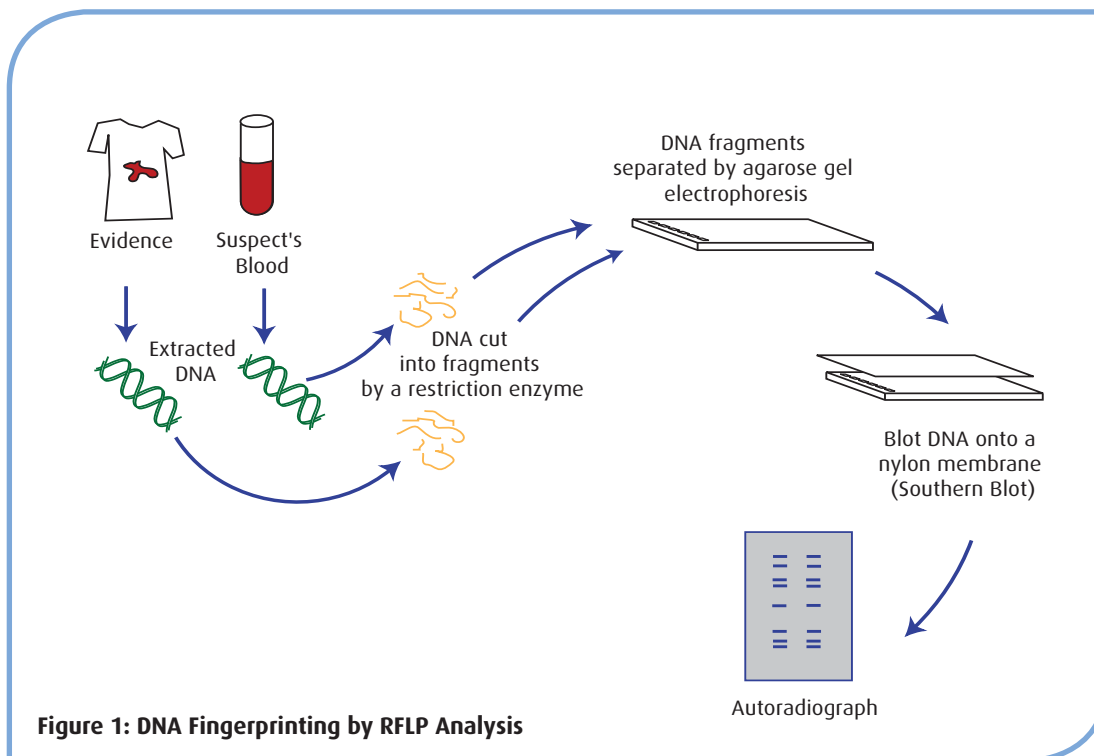 Evidence
Suspect's
Blood
Extracted
DNA
DNA cut
into fragments
by a restriction enzyme
DNA fragments
separated by agarose gel
electrophoresis
Blot DNA onto a
nylon membrane
(Southern Blot)
Autoradiograph
Figure 1: DNA Fingerprinting by RFLP Analysis